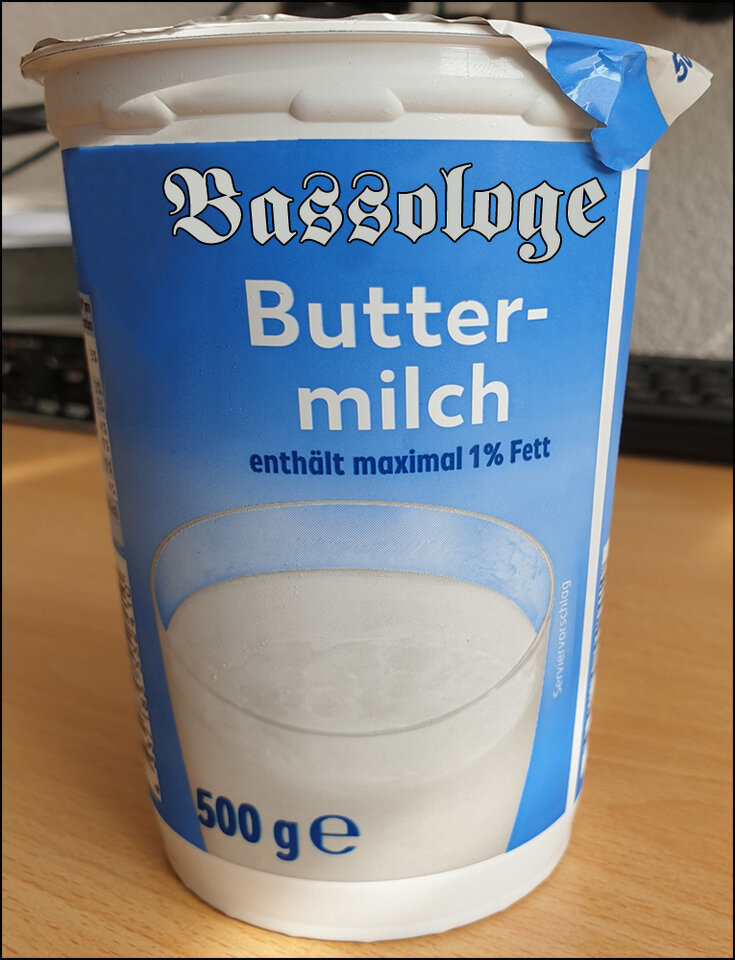 Bassologe
Butter-
milch
enthält maximal 1% Fett
Serviervorschlag
500 g e